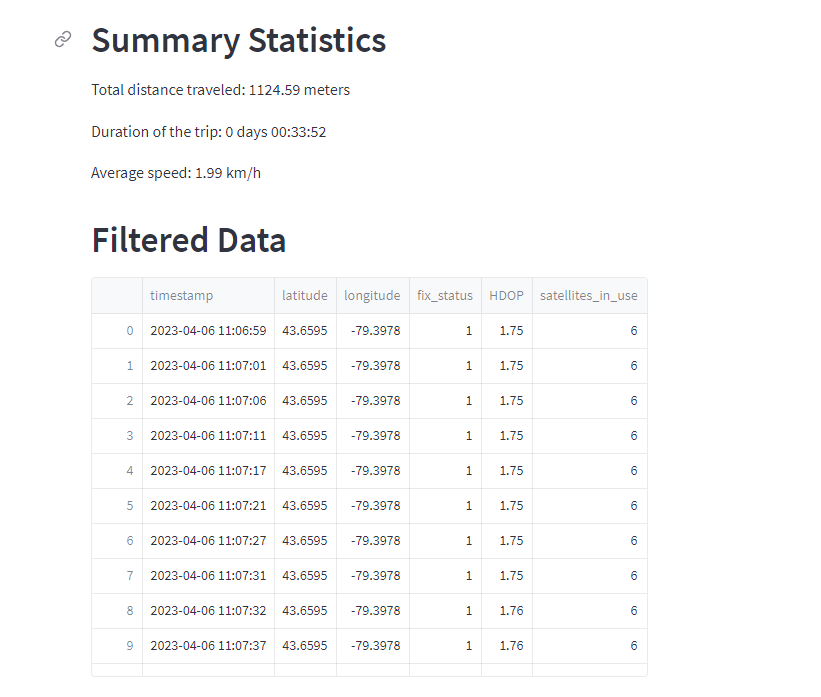 Summary Statistics
Total distance traveled: 1124.59 meters
Duration of the trip: 0 days 00:33:52
Average speed: 1.99 km/h
Filtered Data
timestamp latitude longitude fix_status HDOP satellites_in_use
0 2023-04-06 11:06:59 43.6595 -79.3978 1 1.75 6
1 2023-04-06 11:07:01 43.6595 -79.3978 1 1.75 6
2 2023-04-06 11:07:06 43.6595 -79.3978 1 1.75 6
3 2023-04-06 11:07:11 43.6595 -79.3978 1 1.75 6
4 2023-04-06 11:07:17 43.6595 -79.3978 1 1.75 6
5 2023-04-06 11:07:21 43.6595 -79.3978 1 1.75 6
6 2023-04-06 11:07:27 43.6595 -79.3978 1 1.75 6
7 2023-04-06 11:07:31 43.6595 -79.3978 1 1.75 6
8 2023-04-06 11:07:32 43.6595 -79.3978 1 1.76 6
9 2023-04-06 11:07:37 43.6595 -79.3978 1 1.76 6